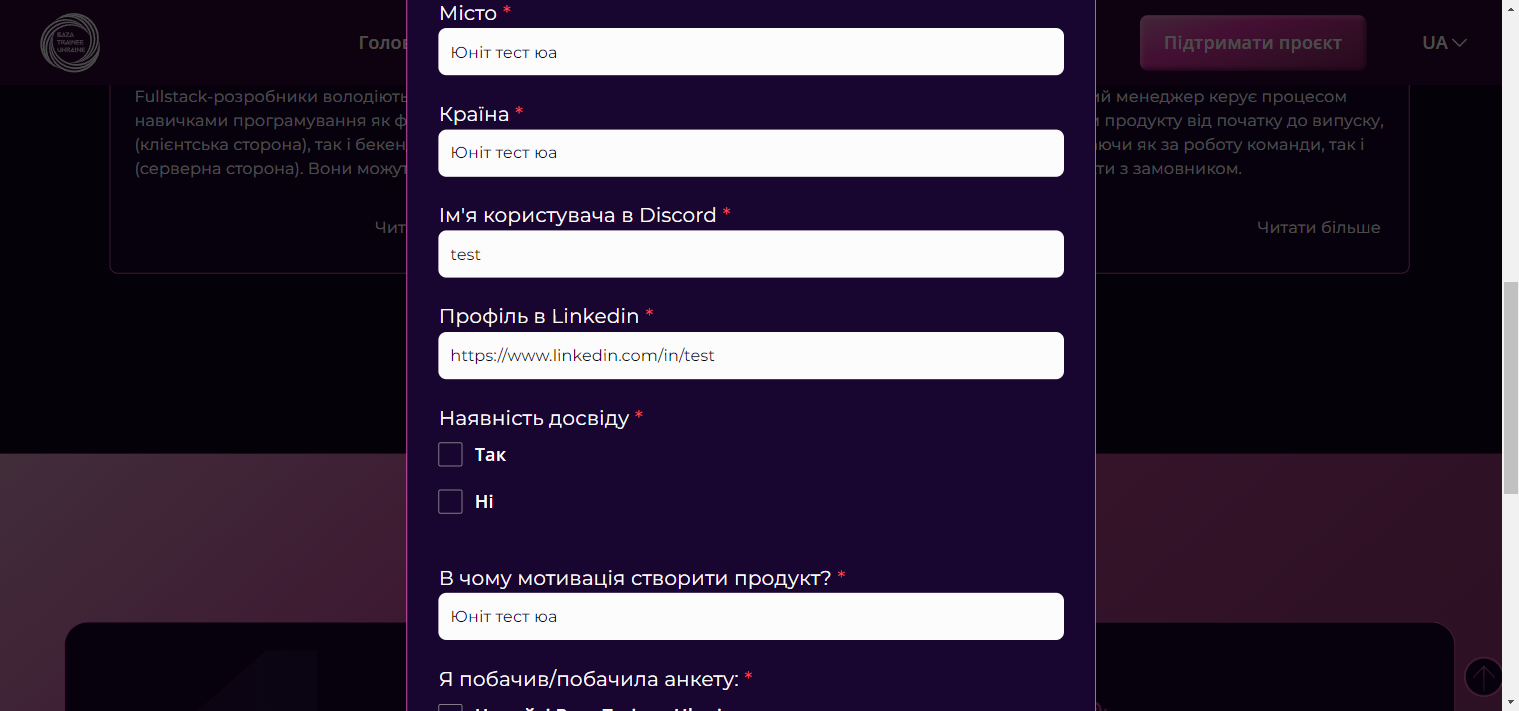 BAZA
TRAINEE
UKRAINE
Голов
Підтримати проєкт
UA
Fullstack-розробники володіють
навичками програмування як ф
(клієнтська сторона), так і бекен
(серверна сторона). Вони можут
Чит
Місто *
Юніт тест юа
Країна *
Юніт тест юа
Ім'я користувача в Discord *
test
Профіль в Linkedin *
https://www.linkedin.com/in/test
Наявність досвіду *
Так
Ні
В чому мотивація створити продукт? *
Юніт тест юа
Я побачив/побачила анкету: *
ий менеджер керує процесом
и продукту від початку до випуску,
ючи як за роботу команди, так і
ти з замовником.
Читати більше